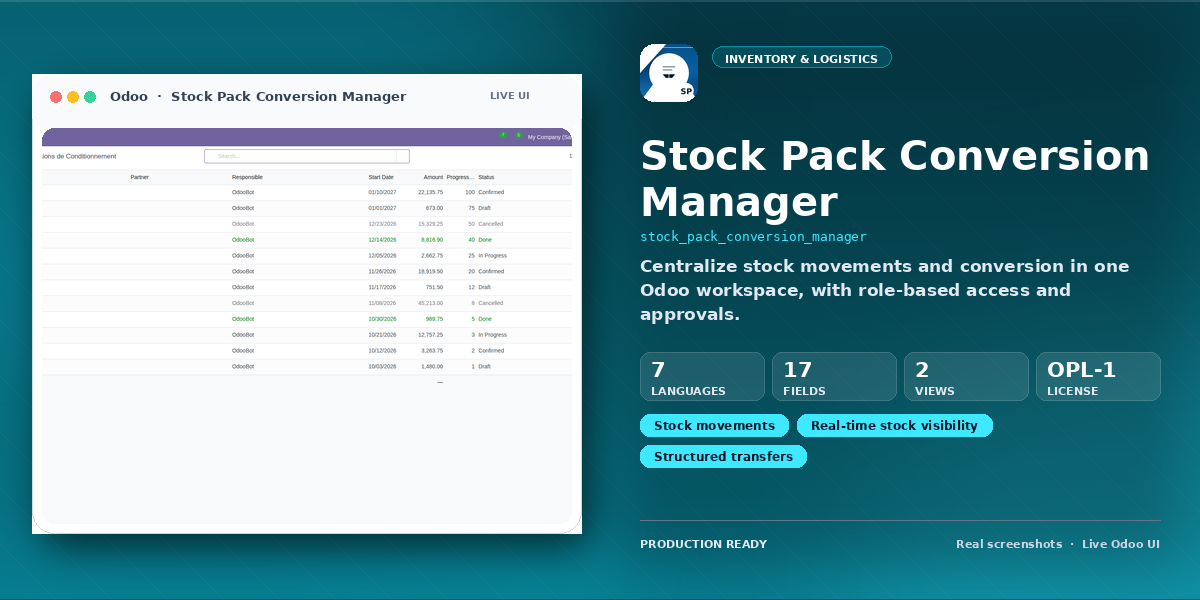 Odoo · Stock Pack Conversion Manager
LIVE UI
My Company (Sa
ions de Conditionnement
Search...
1
Partner Responsible Start Date Amount Progress... Status
OdooBot 01/10/2027 22,135.75 100 Confirmed
OdooBot 01/01/2027 673.00 75 Draft
OdooBot 12/23/2026 15,329.25 50 Cancelled
OdooBot 12/14/2026 8,816.90 40 Done
OdooBot 12/05/2026 2,662.75 25 In Progress
OdooBot 11/26/2026 18,919.50 20 Confirmed
OdooBot 11/17/2026 751.50 12 Draft
OdooBot 11/08/2026 45,213.00 8 Cancelled
OdooBot 10/30/2026 989.75 5 Done
OdooBot 10/21/2026 12,757.25 3 In Progress
OdooBot 10/12/2026 3,263.75 2 Confirmed
OdooBot 10/03/2026 1,480.00 1 Draft
—
SP
INVENTORY & LOGISTICS
Stock Pack Conversion
Manager
stock_pack_conversion_manager
Centralize stock movements and conversion in one
Odoo workspace, with role-based access and
approvals.
7
LANGUAGES
17
FIELDS
2
VIEWS
OPL-1
LICENSE
Stock movements
Real-time stock visibility
Structured transfers
PRODUCTION READY
Real screenshots · Live Odoo UI